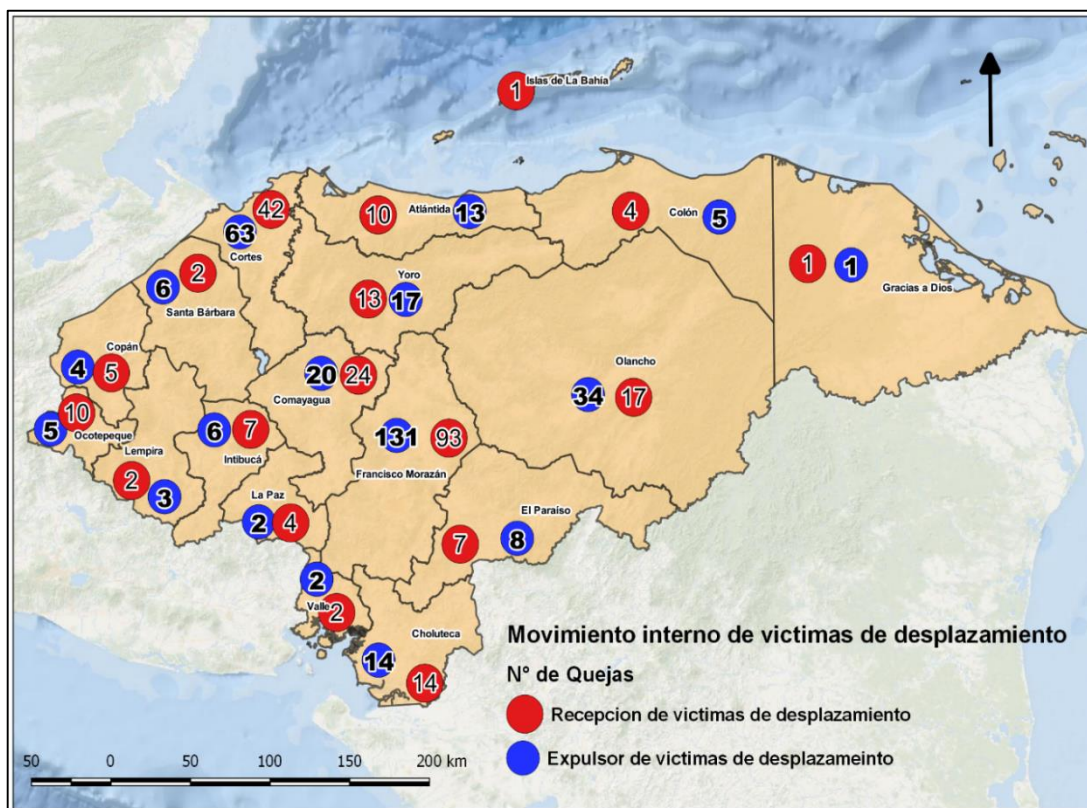 Islas de La Bahía
1
42
63
Cortes
10
Atlántida
13
4
Colón
5
1
1
Gracias a Dios
6
2
Santa Bárbara
Yoro
13
17
Copán
4
5
20
24
Comayagua
Olancho
34
17
10
5
Ocotepeque
6
7
Intibucá
131
93
Francisco Morazán
Lempira
2
3
La Paz
2
4
El Paraíso
7
8
2
Valle
2
Choluteca
14
14
Movimiento interno de victimas de desplazamiento
N° de Quejas
Recepcion de victimas de desplazamiento
Expulsor de victimas de desplazameinto
50 0 50 100 150 200 km